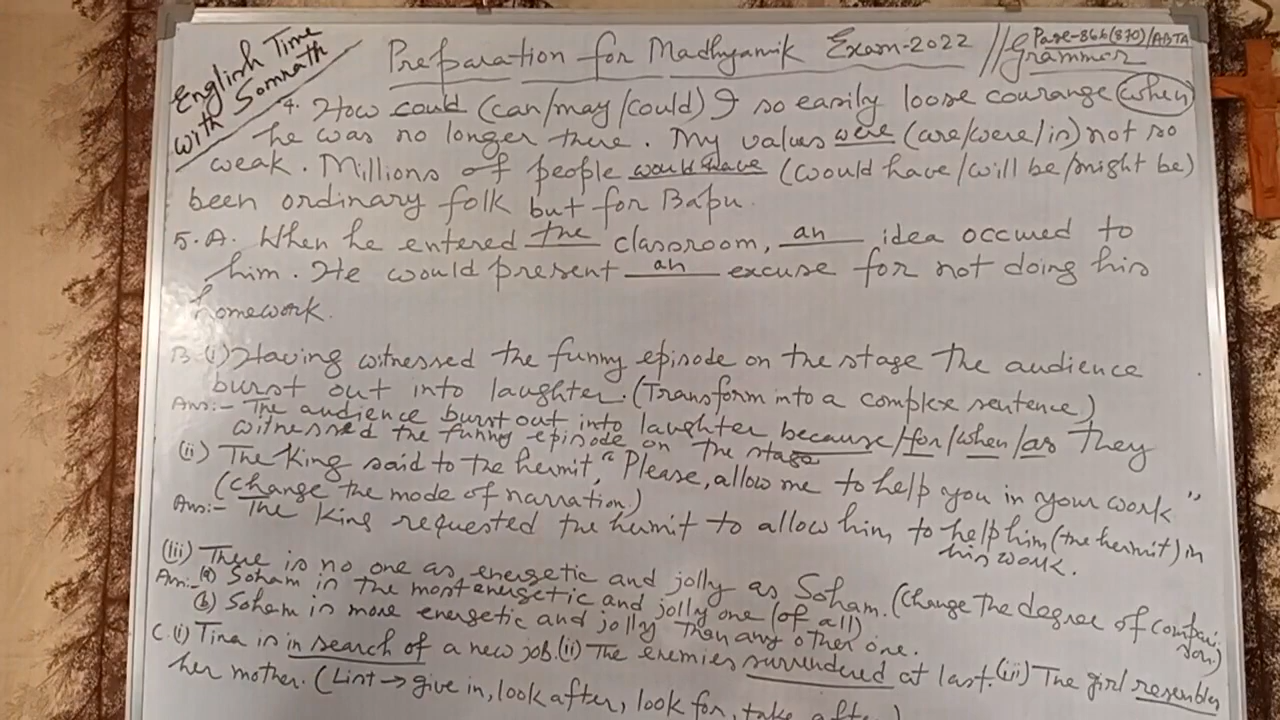 English Time
with Somnath
Preparation for Madhyamik Exam-2022 // Grammer
Page-866(870)/ABTA
4. How could (can/may/could) I so easily loose courange when
he was no longer there. My values were (are/were/in) not so
weak. Millions of people would have (would have/will be/might be)
been ordinary folk but for Bapu.
5. A. When he entered the classroom, an idea occured to
him. He would present an excuse for not doing his
homework.
B. (i) Having witnessed the funny episode on the stage the audience
burst out into laughter. (Transform into a complex sentence)
Ans:- The audience burst out into laughter because/for/when/as they
witnessed the funny episode on the stage
(ii) The King said to the hermit, "Please, allow me to help you in your work"
(Change the mode of narration)
Ans:- The King requested the hermit to allow him to help him (the hermit) in
his work.
(iii) There is no one as energetic and jolly as Soham. (Change the degree of comparison)
Ans:- (a) Soham is the most energetic and jolly one (of all)
(b) Soham is more energetic and jolly than any other one.
C. (i) Tina is in search of a new job. (ii) The enemies surrendered at last. (iii) The girl resembles
her mother. (List → give in, look after, look for, take after)